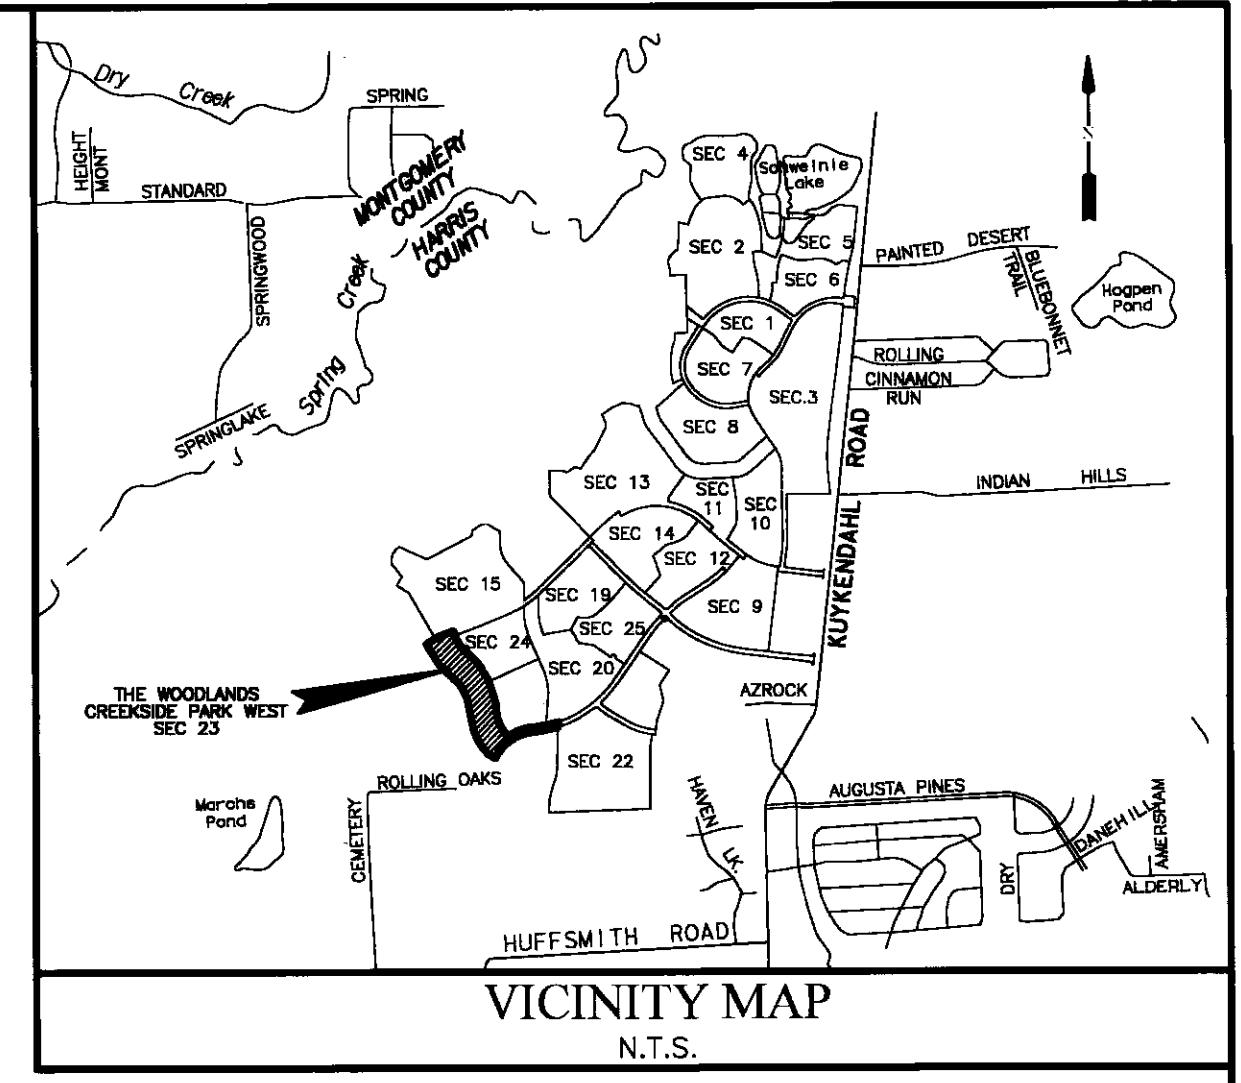 Dry Creek
SPRING
HEIGHT
MONT
STANDARD
MONTGOMERY
COUNTY
HARRIS
COUNTY
SPRINGWOOD
Spring Creek
SPRINGLAKE
N
SEC 4
Schweinie
Lake
SEC 2
SEC 5
SEC 6
PAINTED DESERT
BLUEBONNET
TRAIL
Hogpen
Pond
SEC 1
SEC 7
SEC.3
ROLLING
CINNAMON
RUN
SEC 8
KUYKENDAHL ROAD
SEC 13
SEC
11
SEC
10
INDIAN HILLS
SEC 14
SEC 12
SEC 15
SEC 19
SEC 9
SEC 24
SEC 25
SEC 20
THE WOODLANDS
CREEKSIDE PARK WEST
SEC 23
AZROCK
SEC 22
ROLLING OAKS
Marchs
Pond
CEMETERY
HAVEN
LK.
AUGUSTA PINES
DANEHILL
AMERSHAM
DRY
ALDERLY
HUFFSMITH ROAD
VICINITY MAP
N.T.S.